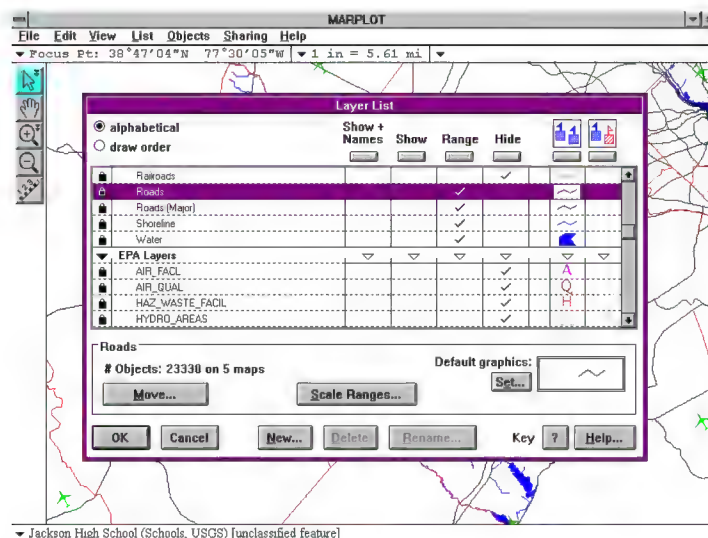 MARPLOT
File Edit View List Objects Sharing Help
Focus Pt: 38°47'04"N 77°30'05"W 1 in = 5.61 mi
Layer List
alphabetical
draw order
Show + Names Show Range Hide
Railroads
Roads
Roads (Major)
Shoreline
Water
EPA Layers
AIR_FACL A
AIR_QUAL Q
HAZ_WASTE_FACIL H
HYDRO_AREAS
Roads
# Objects: 23330 on 5 maps
Default graphics:
Move... Scale Ranges... Set...
OK Cancel New... Delete Rename... Key ? Help...
Jackson High School (Schools, USGS) [unclassified feature]